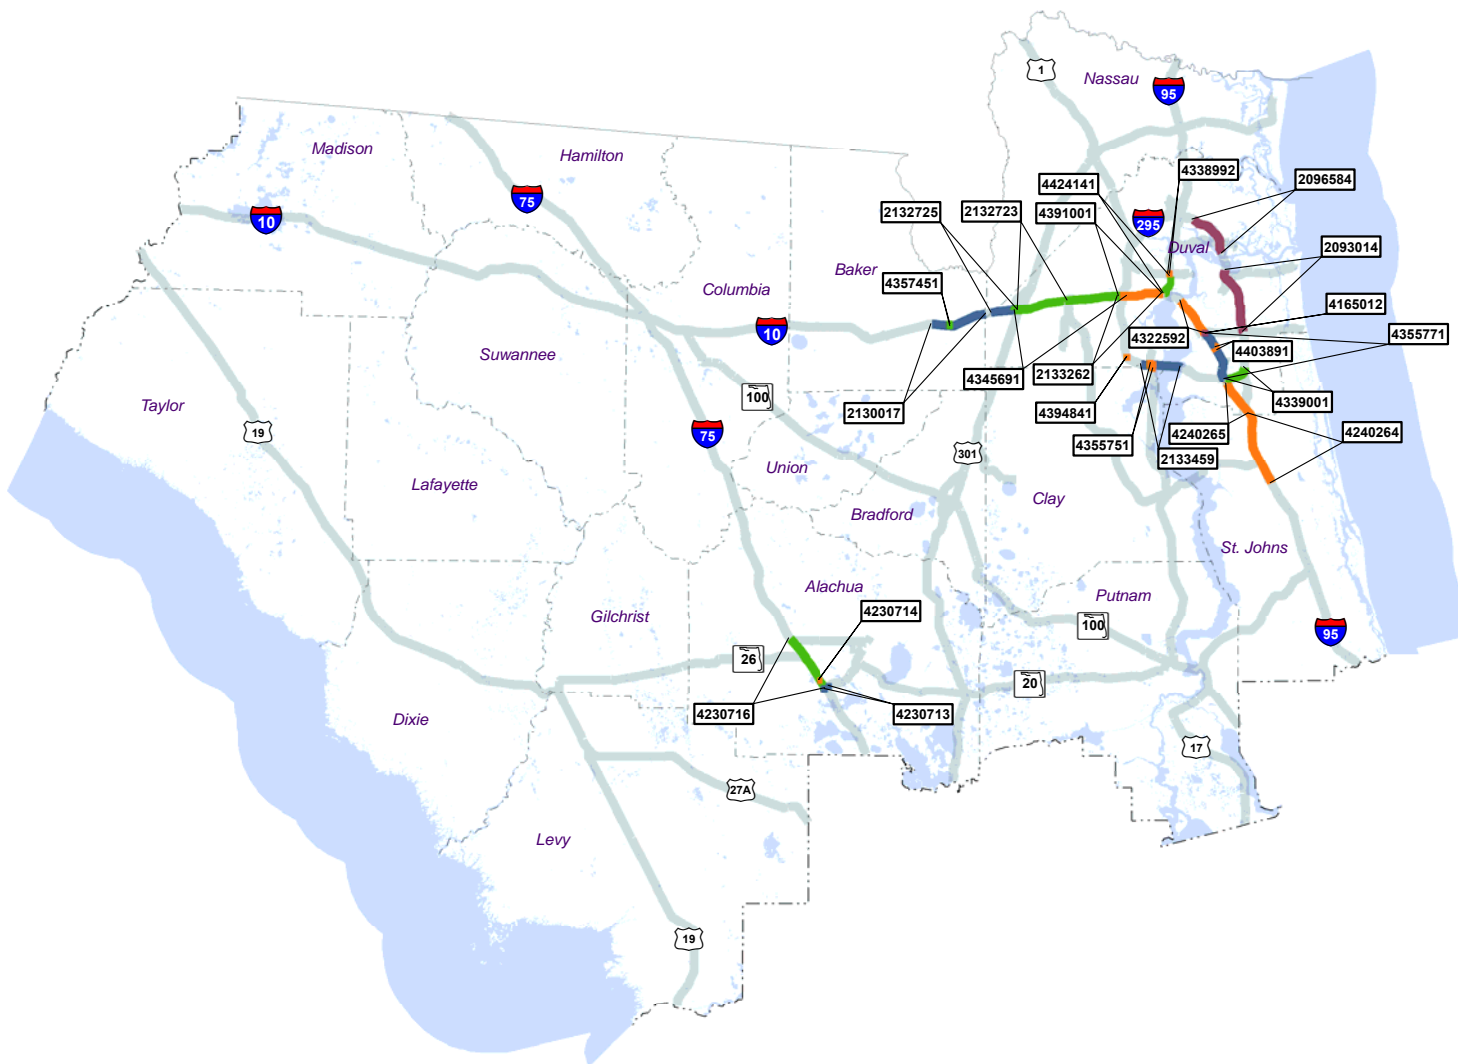 1
Nassau
95
Madison
Hamilton
4338992
4424141
2096584
75
10
2132725
2132723
4391001
295
Duval
2093014
Baker
4357451
Columbia
4165012
10
4322592
4355771
4403891
Suwannee
4345691
2133262
100
4339001
Taylor
2130017
4394841
19
75
4240265
4240264
4355751
301
2133459
Union
Lafayette
Bradford
Clay
St. Johns
Alachua
Putnam
4230714
Gilchrist
100
95
26
20
4230716
4230713
Dixie
17
27A
Levy
19